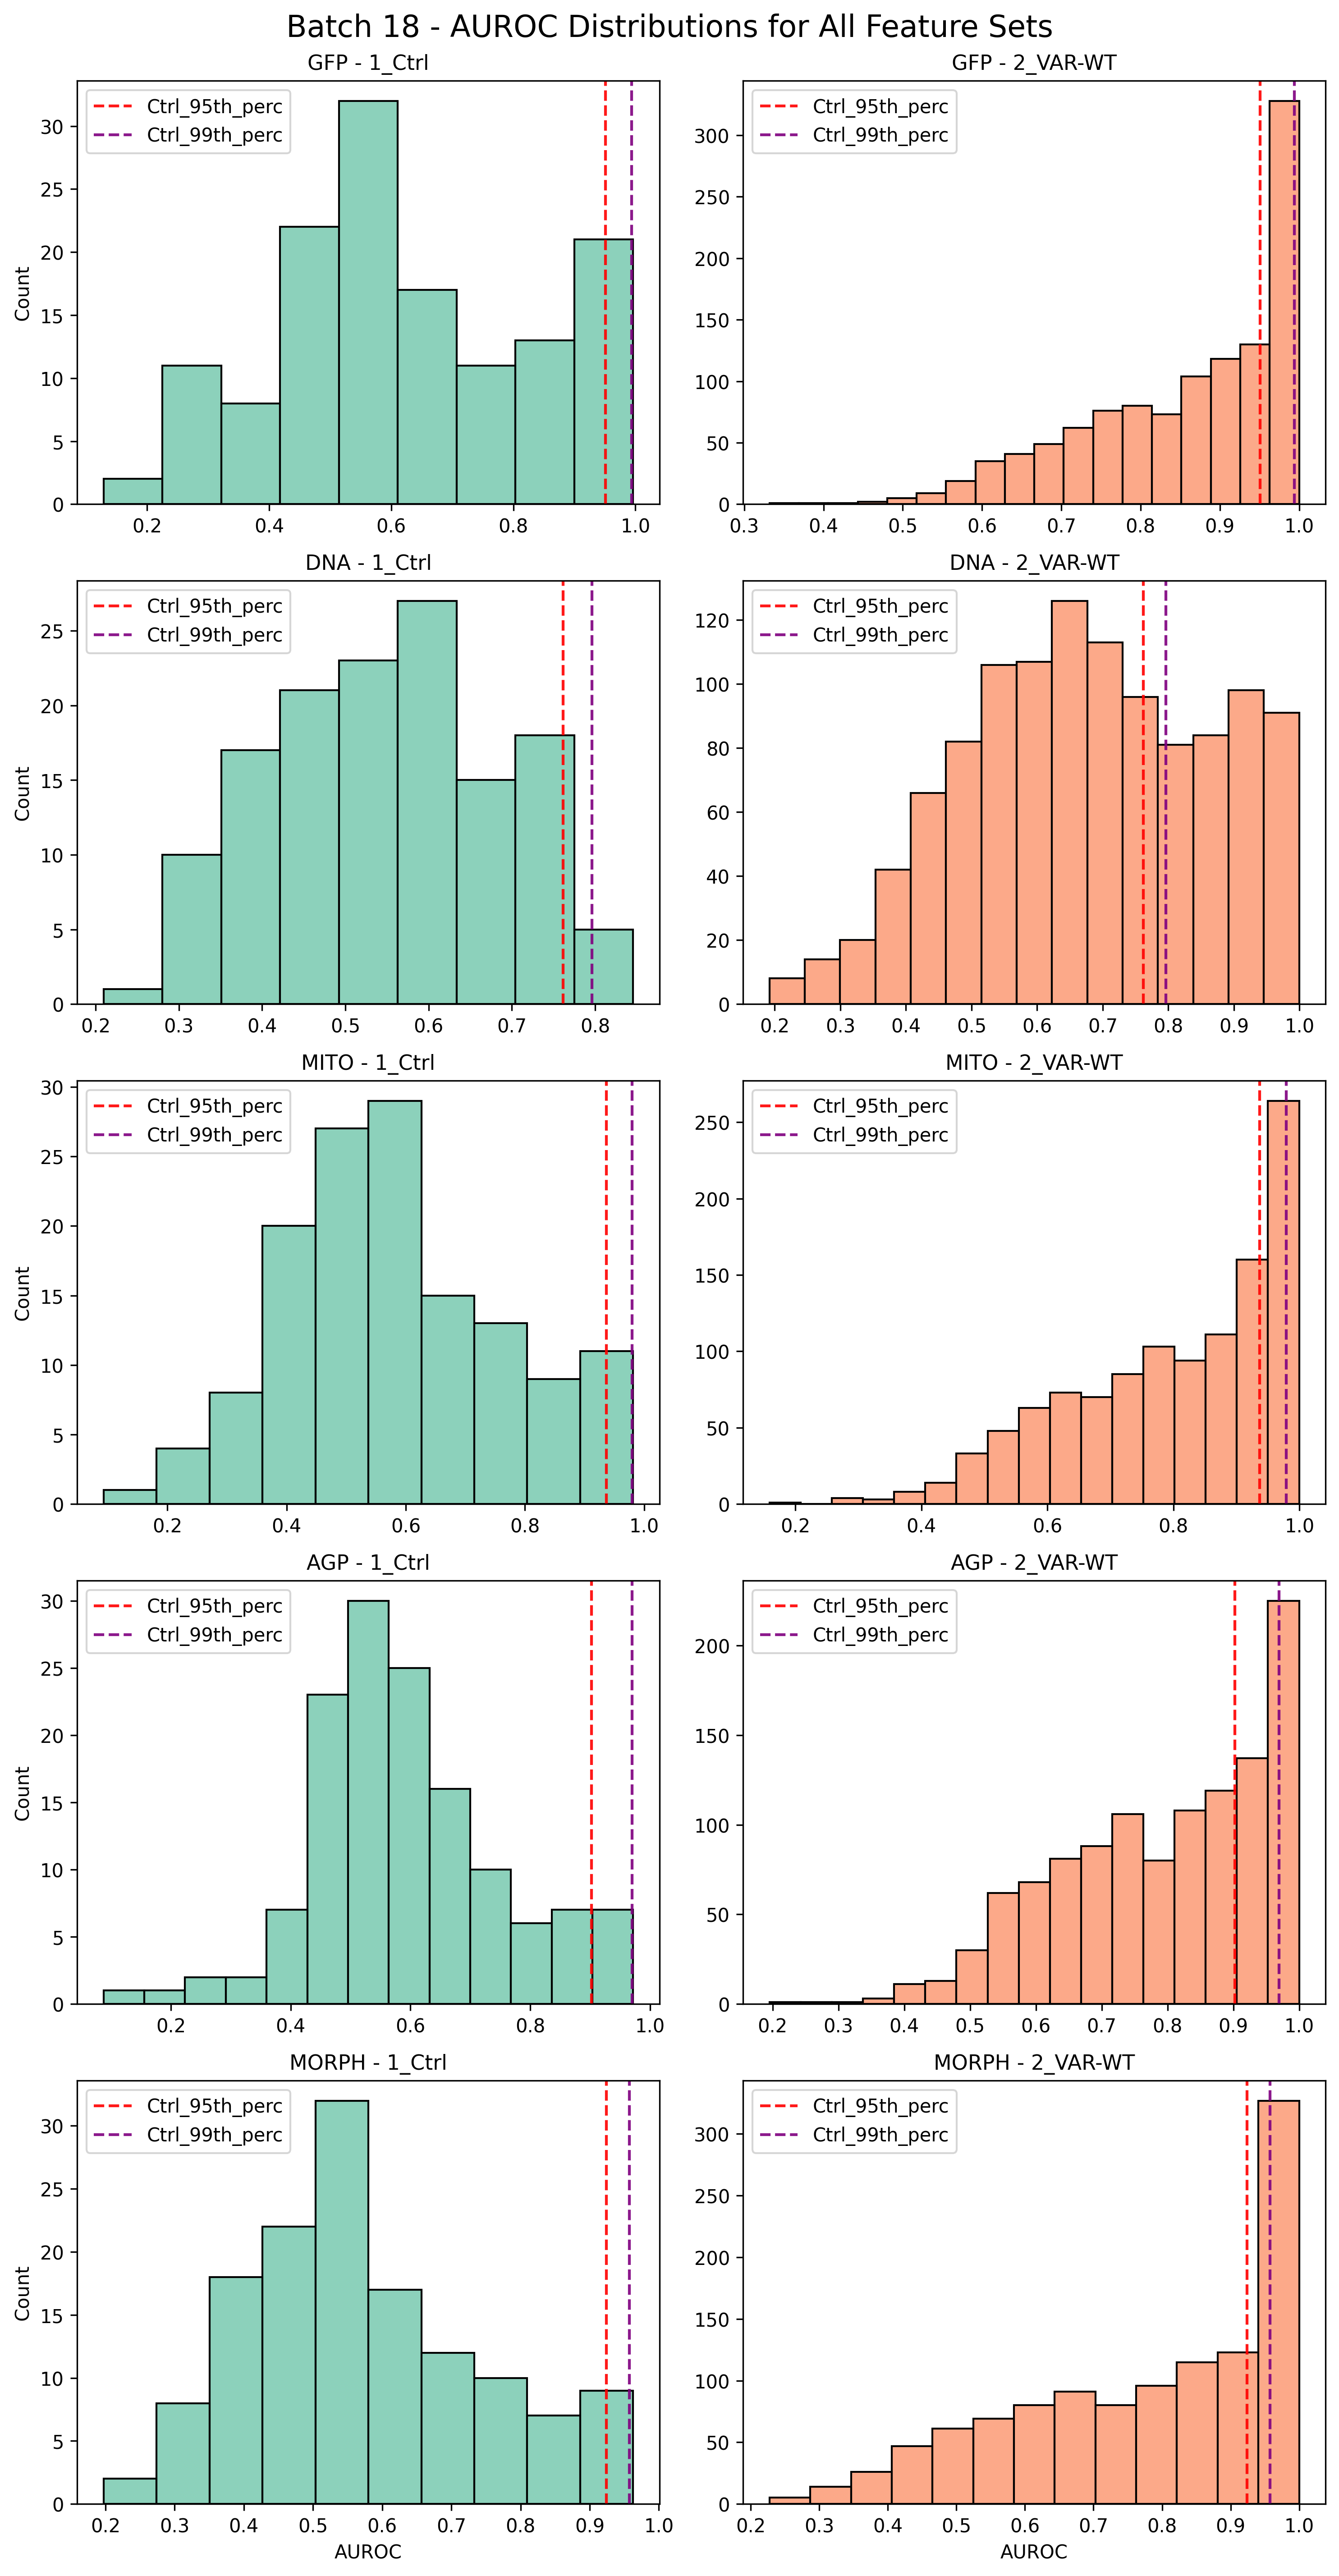 Batch 18 - AUROC Distributions for All Feature Sets
GFP - 1_Ctrl
Ctrl_95th_perc
Ctrl_99th_perc
Count
30
25
20
15
10
5
0
0.2 0.4 0.6 0.8 1.0
GFP - 2_VAR-WT
Ctrl_95th_perc
Ctrl_99th_perc
300
250
200
150
100
50
0
0.3 0.4 0.5 0.6 0.7 0.8 0.9 1.0
DNA - 1_Ctrl
Ctrl_95th_perc
Ctrl_99th_perc
Count
25
20
15
10
5
0
0.2 0.3 0.4 0.5 0.6 0.7 0.8
DNA - 2_VAR-WT
Ctrl_95th_perc
Ctrl_99th_perc
120
100
80
60
40
20
0
0.2 0.3 0.4 0.5 0.6 0.7 0.8 0.9 1.0
MITO - 1_Ctrl
Ctrl_95th_perc
Ctrl_99th_perc
Count
30
25
20
15
10
5
0
0.2 0.4 0.6 0.8 1.0
MITO - 2_VAR-WT
Ctrl_95th_perc
Ctrl_99th_perc
250
200
150
100
50
0
0.2 0.4 0.6 0.8 1.0
AGP - 1_Ctrl
Ctrl_95th_perc
Ctrl_99th_perc
Count
30
25
20
15
10
5
0
0.2 0.4 0.6 0.8 1.0
AGP - 2_VAR-WT
Ctrl_95th_perc
Ctrl_99th_perc
200
150
100
50
0
0.2 0.3 0.4 0.5 0.6 0.7 0.8 0.9 1.0
MORPH - 1_Ctrl
Ctrl_95th_perc
Ctrl_99th_perc
Count
30
25
20
15
10
5
0
0.2 0.3 0.4 0.5 0.6 0.7 0.8 0.9 1.0
AUROC
MORPH - 2_VAR-WT
Ctrl_95th_perc
Ctrl_99th_perc
300
250
200
150
100
50
0
0.2 0.3 0.4 0.5 0.6 0.7 0.8 0.9 1.0
AUROC